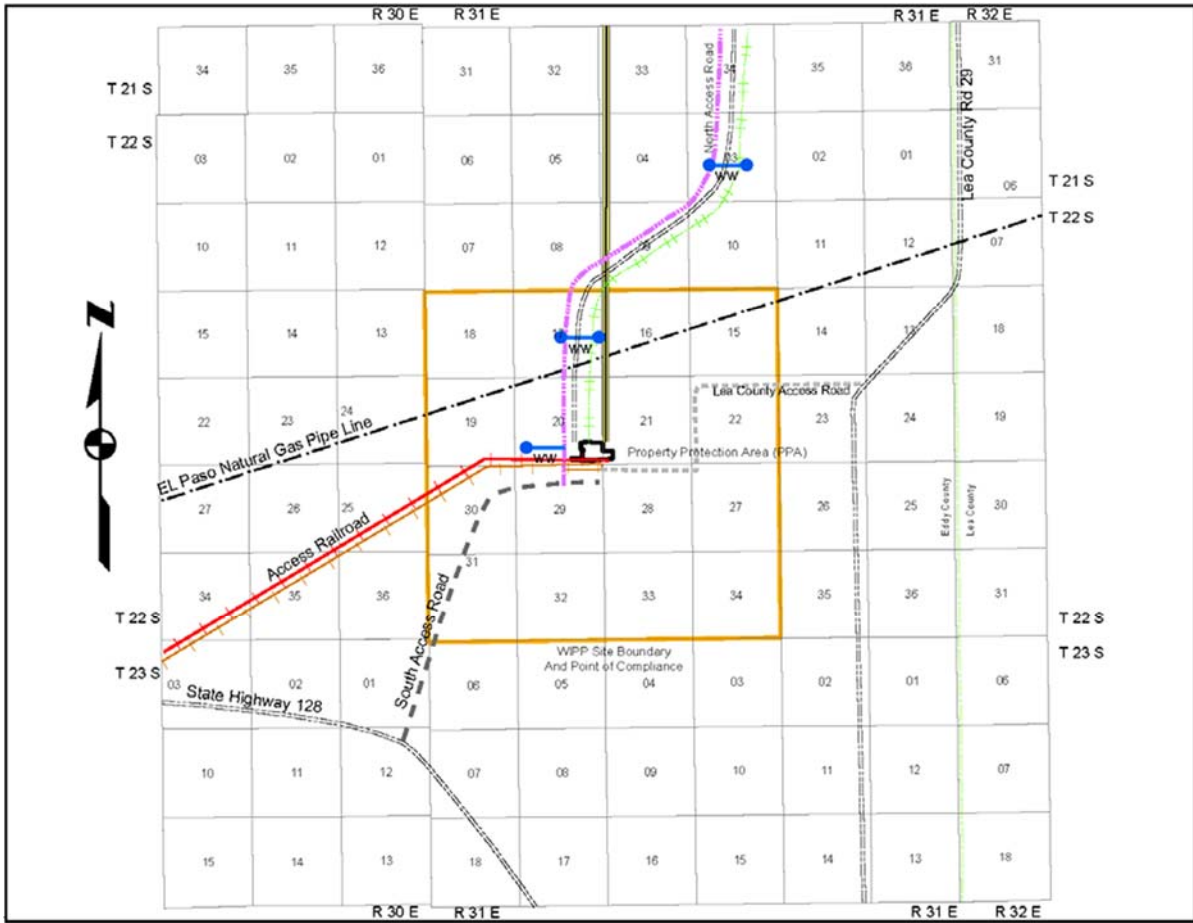 R 30 E R 31 E R 31 E R 32 E
34 35 36 31 32 33 34 35 36 31
T 21 S
T 22 S
North Access Road
Lea County Rd 29
03 02 01 06 05 04 03 02 01 06
WW
T 21 S
T 22 S
10 11 12 07 08 09 10 11 12 07
15 14 13 18 17 16 15 14 13 18
WW
N
EL Paso Natural Gas Pipe Line
22 23 24 19 20 21 22 23 24 19
Lea County Access Road
WW
Property Protection Area (PPA)
27 26 25 30 29 28 27 26 25 30
Eddy County
Lea County
Access Railroad
34 35 36 31 32 33 34 35 36 31
T 22 S
T 23 S
T 22 S
T 23 S
South Access Road
WIPP Site Boundary
And Point of Compliance
03 02 01 06 05 04 03 02 01 06
State Highway 128
10 11 12 07 08 09 10 11 12 07
15 14 13 18 17 16 15 14 13 18
R 30 E R 31 E R 31 E R 32 E